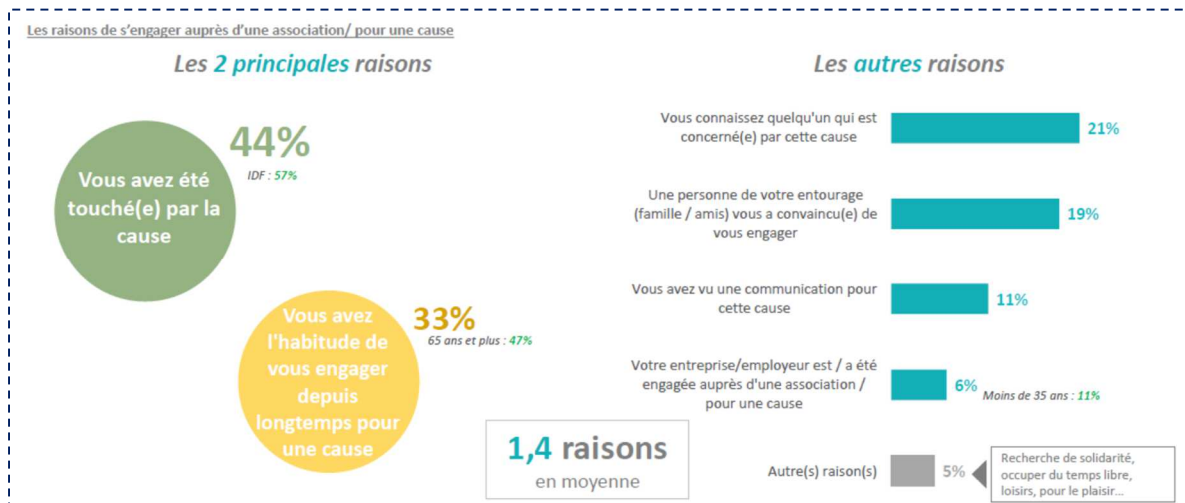 Les raisons de s’engager auprès d’une association/ pour une cause
Les 2 principales raisons
Vous avez été
touché(e) par la
cause
44%
IDF : 57%
Vous avez
l'habitude de
vous engager
depuis
longtemps pour
une cause
33%
65 ans et plus : 47%
1,4 raisons
en moyenne
Les autres raisons
Vous connaissez quelqu'un qui est
concerné(e) par cette cause
21%
Une personne de votre entourage
(famille / amis) vous a convaincu(e) de
vous engager
19%
Vous avez vu une communication pour
cette cause
11%
Votre entreprise/employeur est / a été
engagée auprès d'une association /
pour une cause
6%
Moins de 35 ans : 11%
Autre(s) raison(s)
5%
Recherche de solidarité,
occuper du temps libre,
loisirs, pour le plaisir...